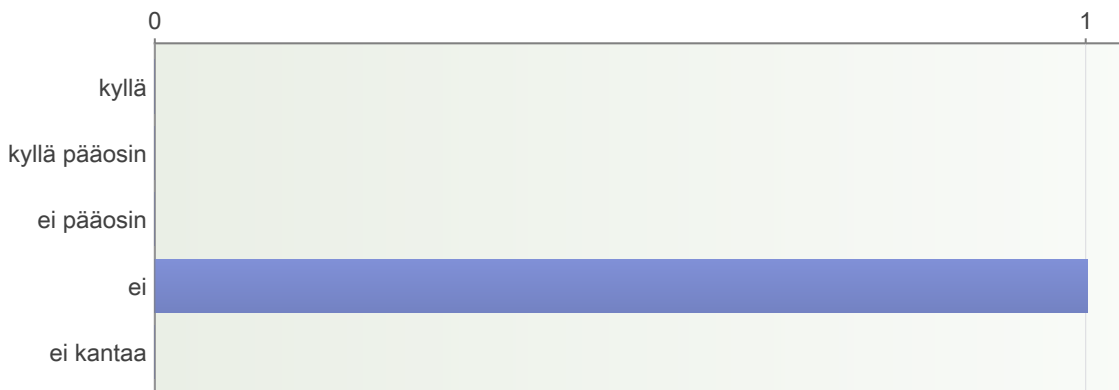 0 1
kyllä
kyllä pääosin
ei pääosin
ei
ei kantaa